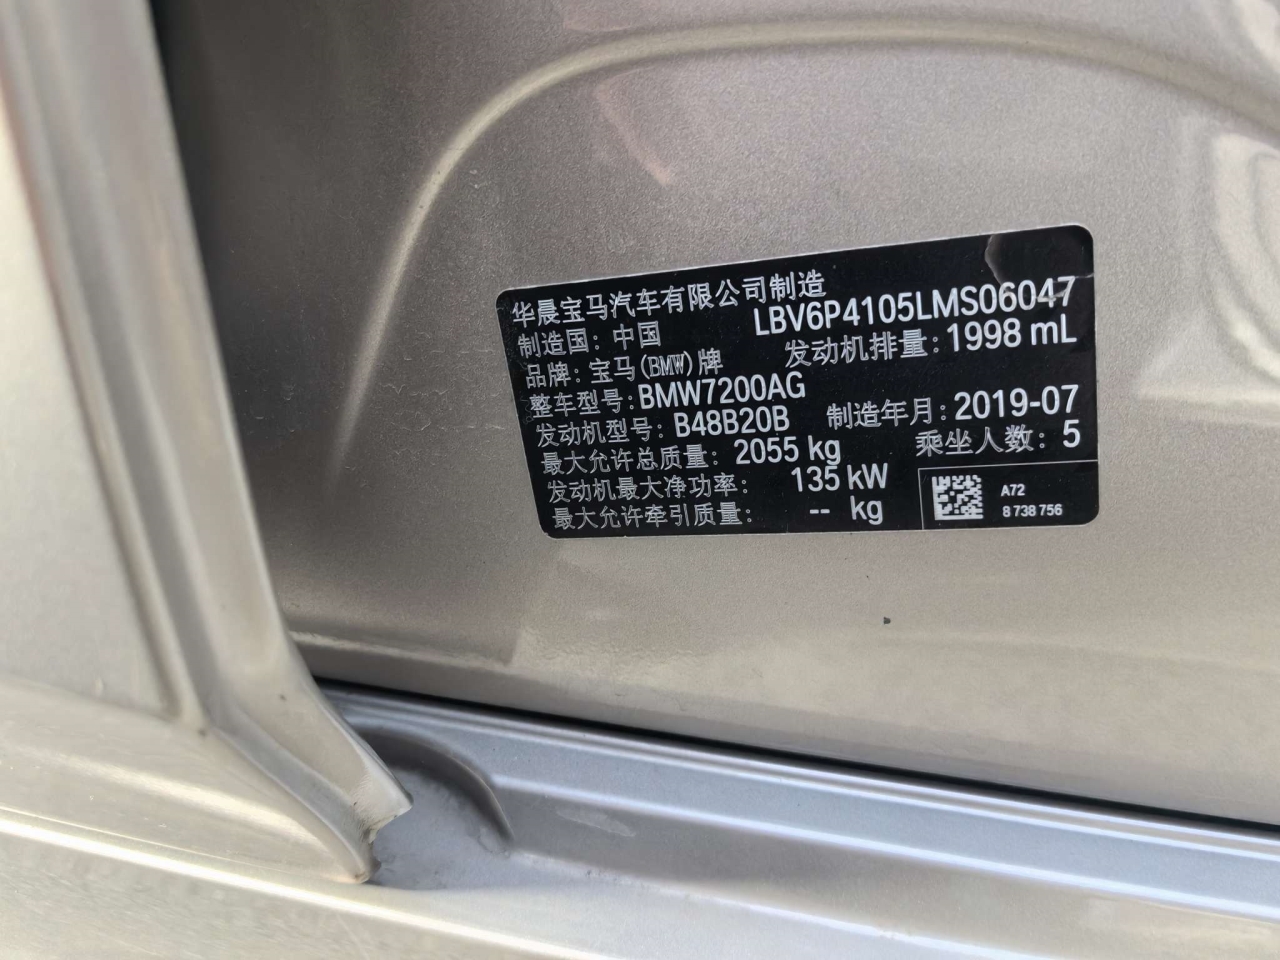 华晨宝马汽车有限公司制造
制造国: 中国 LBV6P4105LMS06047
品牌: 宝马(BMW)牌 发动机排量: 1998 mL
整车型号: BMW7200AG
发动机型号: B48B20B 制造年月: 2019-07
最大允许总质量: 2055 kg 乘坐人数: 5
发动机最大净功率: 135 kW
最大允许牵引质量: -- kg
A72
8 738 756